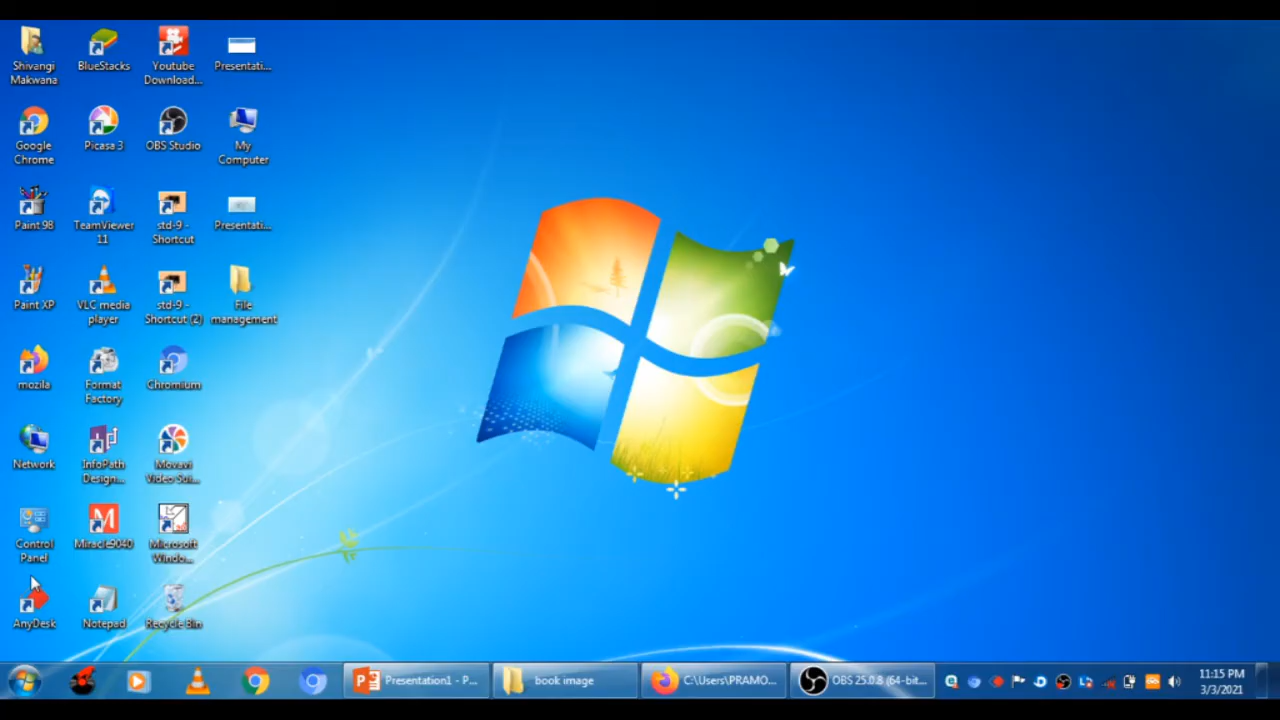 Shivangi
Makwana
BlueStacks
Youtube
Download...
Presentati...
Google
Chrome
Picasa 3
OBS Studio
My
Computer
Paint 98
TeamViewer
11
std-9 -
Shortcut
Presentati...
Paint XP
VLC media
player
std-9 -
Shortcut (2)
File
management
mozila
Format
Factory
Chromium
Network
InfoPath
Design...
Movavi
Video Sui...
Control
Panel
Miracle9040
Microsoft
Windo...
AnyDesk
Notepad
Recycle Bin
Presentation1 - P...
book image
C:\Users\PRAMO...
OBS 25.0.8 (64-bit...
11:15 PM
3/3/2021